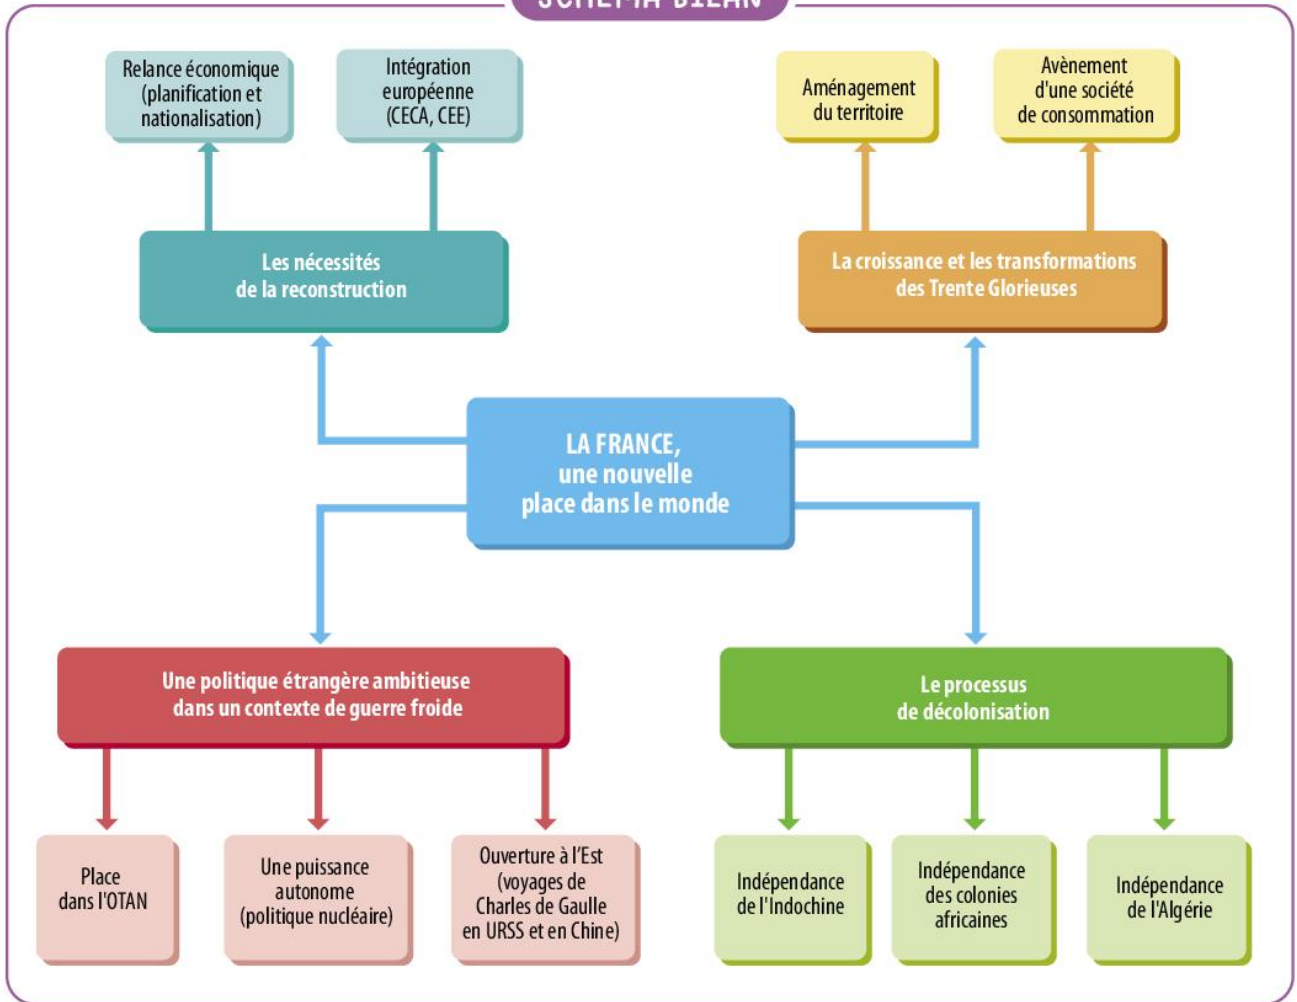 SCHÉMA BILAN
Relance économique
(planification et
nationalisation)
Intégration
européenne
(CECA, CEE)
Aménagement
du territoire
Avènement
d'une société
de consommation
Les nécessités
de la reconstruction
La croissance et les transformations
des Trente Glorieuses
LA FRANCE,
une nouvelle
place dans le monde
Une politique étrangère ambitieuse
dans un contexte de guerre froide
Le processus
de décolonisation
Place
dans l'OTAN
Une puissance
autonome
(politique nucléaire)
Ouverture à l'Est
(voyages de
Charles de Gaulle
en URSS et en Chine)
Indépendance
de l'Indochine
Indépendance
des colonies
africaines
Indépendance
de l'Algérie